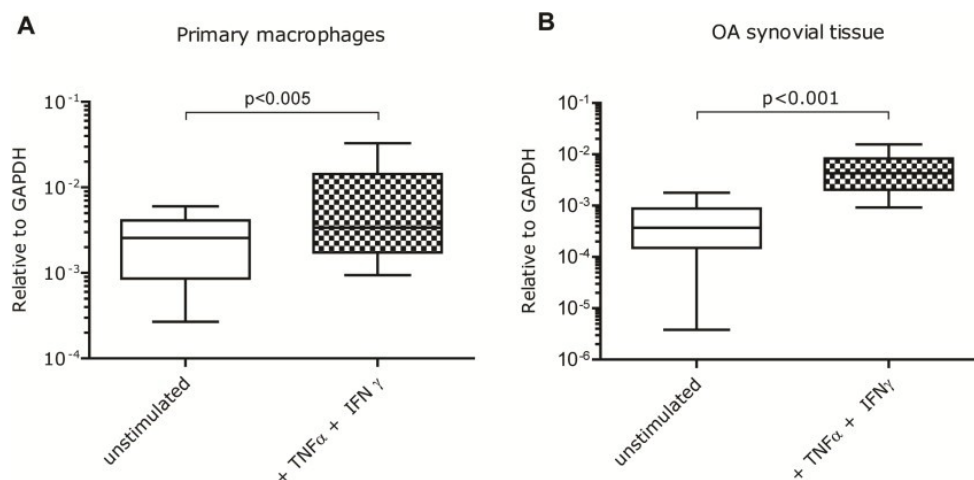 A
Primary macrophages
p<0.005
Relative to GAPDH
10⁻¹
10⁻²
10⁻³
10⁻⁴
unstimulated
+ TNFα + IFN γ
B
OA synovial tissue
p<0.001
Relative to GAPDH
10⁻¹
10⁻²
10⁻³
10⁻⁴
10⁻⁵
10⁻⁶
unstimulated
+ TNFα + IFNγ